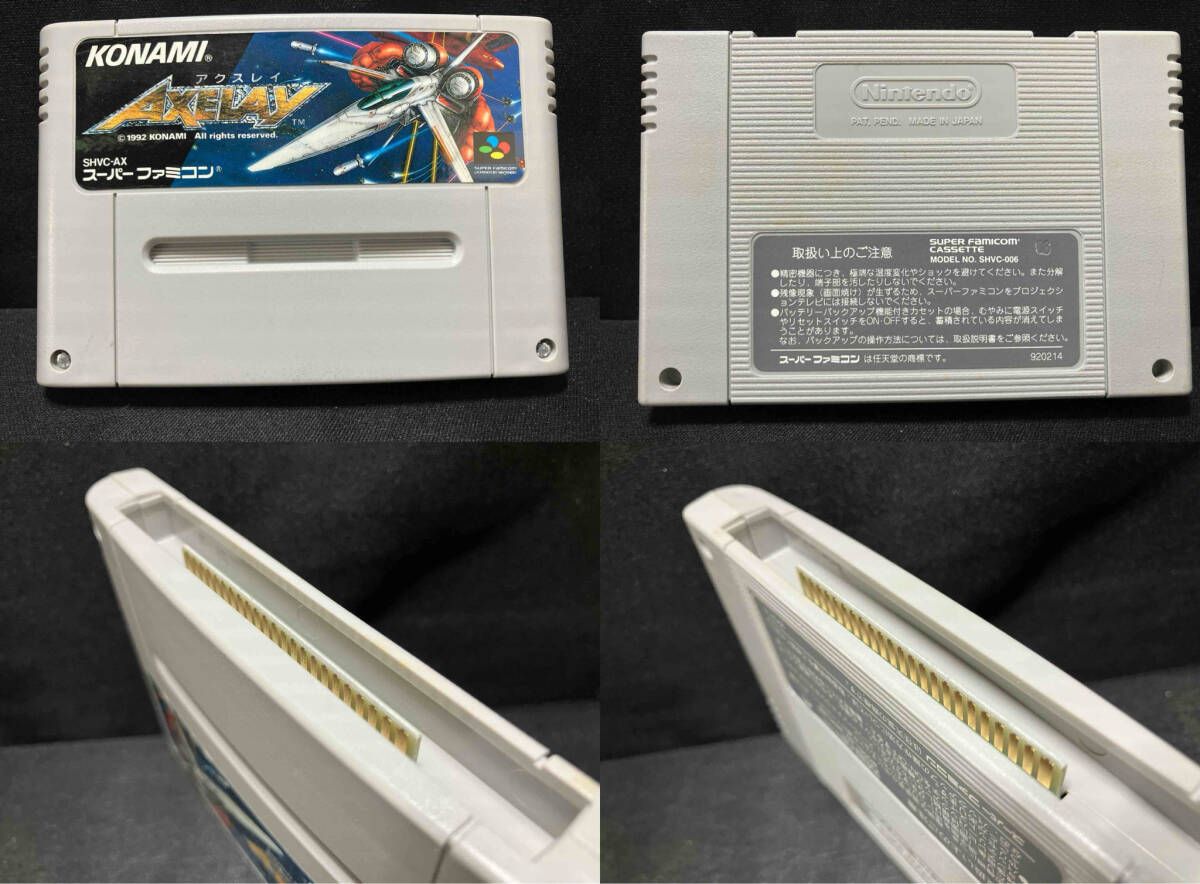 KONAMI®
アクスレイ
AXELAY™
©1992 KONAMI All rights reserved.
SHVC-AX
スーパーファミコン®
SUPER FAMICOM
Nintendo
PAT. PEND. MADE IN JAPAN
取扱い上のご注意
SUPER FAMICOM
CASSETTE
MODEL NO. SHVC-006
●精密機器につき、極端な温度変化やショックを避けてください。また分解
したり、端子部を汚したりしないでください。
●残像現象(画面焼け)が生ずるため、スーパーファミコンをプロジェクシ
ョンテレビには接続しないでください。
●バッテリーバックアップ機能付きカセットの場合、むやみに電源スイッチ
やリセットスイッチをON・OFFすると、蓄積されている内容が消えてしま
うことがあります。
なお、バックアップの操作方法については、取扱説明書をご参照ください。
スーパーファミコン は任天堂の商標です。
920214